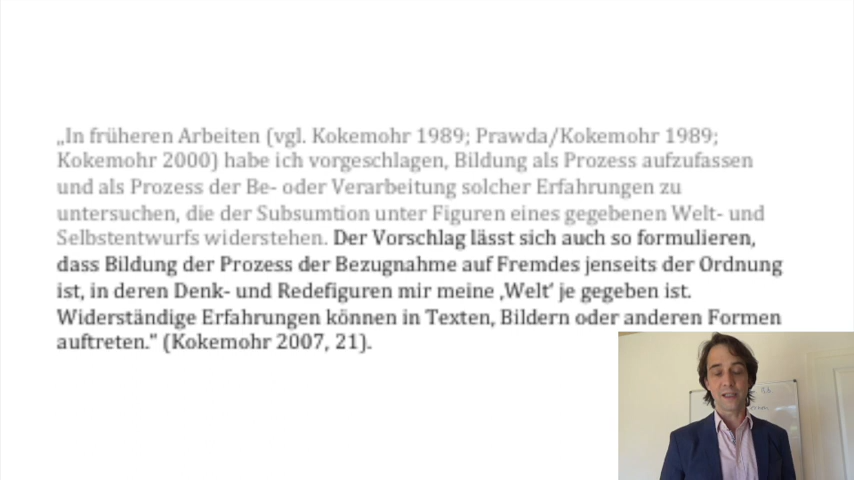 „In früheren Arbeiten (vgl. Kokemohr 1989; Prawda/Kokemohr 1989;
Kokemohr 2000) habe ich vorgeschlagen, Bildung als Prozess aufzufassen
und als Prozess der Be- oder Verarbeitung solcher Erfahrungen zu
untersuchen, die der Subsumtion unter Figuren eines gegebenen Welt- und
Selbstentwurfs widerstehen. Der Vorschlag lässt sich auch so formulieren,
dass Bildung der Prozess der Bezugnahme auf Fremdes jenseits der Ordnung
ist, in deren Denk- und Redefiguren mir meine ‚Welt‘ je gegeben ist.
Widerständige Erfahrungen können in Texten, Bildern oder anderen Formen
auftreten.“ (Kokemohr 2007, 21).